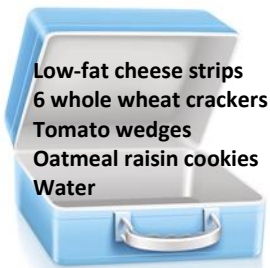 Low-fat cheese strips
6 whole wheat crackers
Tomato wedges
Oatmeal raisin cookies
Water